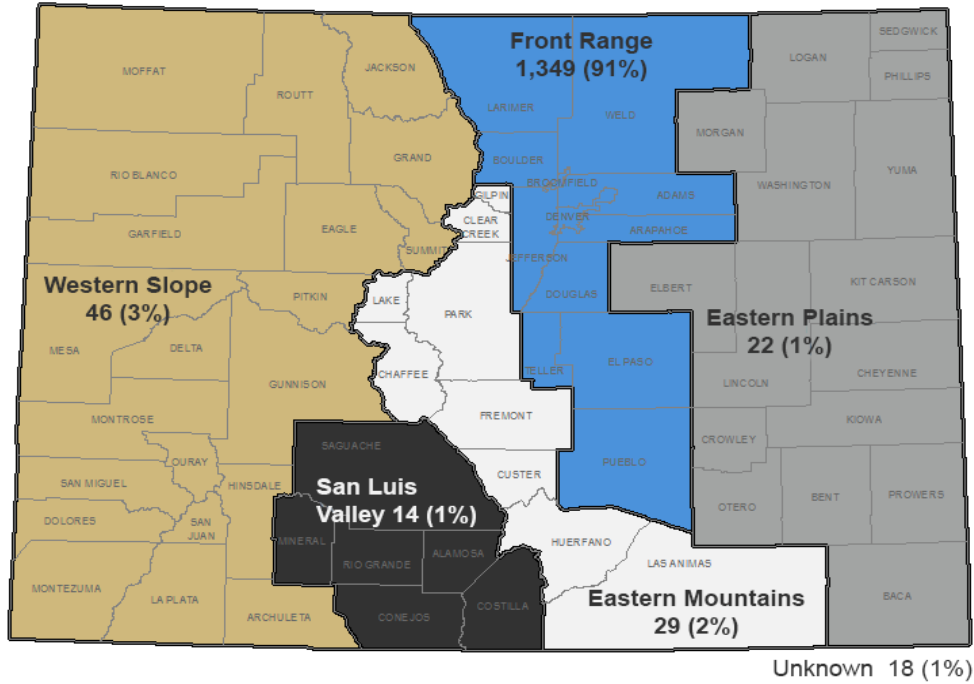 Front Range
1,349 (91%)
SEDGWICK
LOGAN
PHILLIPS
MOFFAT
ROUTT
JACKSON
LARIMER
WELD
MORGAN
GRAND
BOULDER
RIO BLANCO
BROOMFIELD
GILPIN
ADAMS
WASHINGTON
YUMA
GARFIELD
EAGLE
SUMMIT
CLEAR
CREEK
DENVER
ARAPAHOE
JEFFERSON
Western Slope
46 (3%)
PITKIN
LAKE
PARK
DOUGLAS
ELBERT
KIT CARSON
Eastern Plains
22 (1%)
MESA
DELTA
GUNNISON
CHAFFEE
TELLER
EL PASO
LINCOLN
CHEYENNE
MONTROSE
FREMONT
KIOWA
CROWLEY
SAGUACHE
OURAY
SAN MIGUEL
HINSDALE
CUSTER
PUEBLO
San Luis
Valley 14 (1%)
OTERO
BENT
PROWERS
DOLORES
SAN
JUAN
MINERAL
RIO GRANDE
ALAMOSA
HUERFANO
LAS ANIMAS
MONTEZUMA
LA PLATA
ARCHULETA
CONEJOS
COSTILLA
Eastern Mountains
29 (2%)
BACA
Unknown 18 (1%)